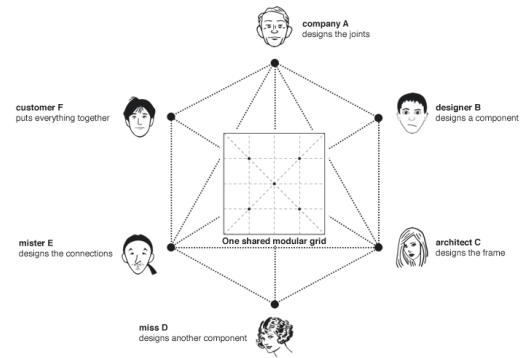 company A
designs the joints
customer F
puts everything together
designer B
designs a component
One shared modular grid
mister E
designs the connections
architect C
designs the frame
miss D
designs another component